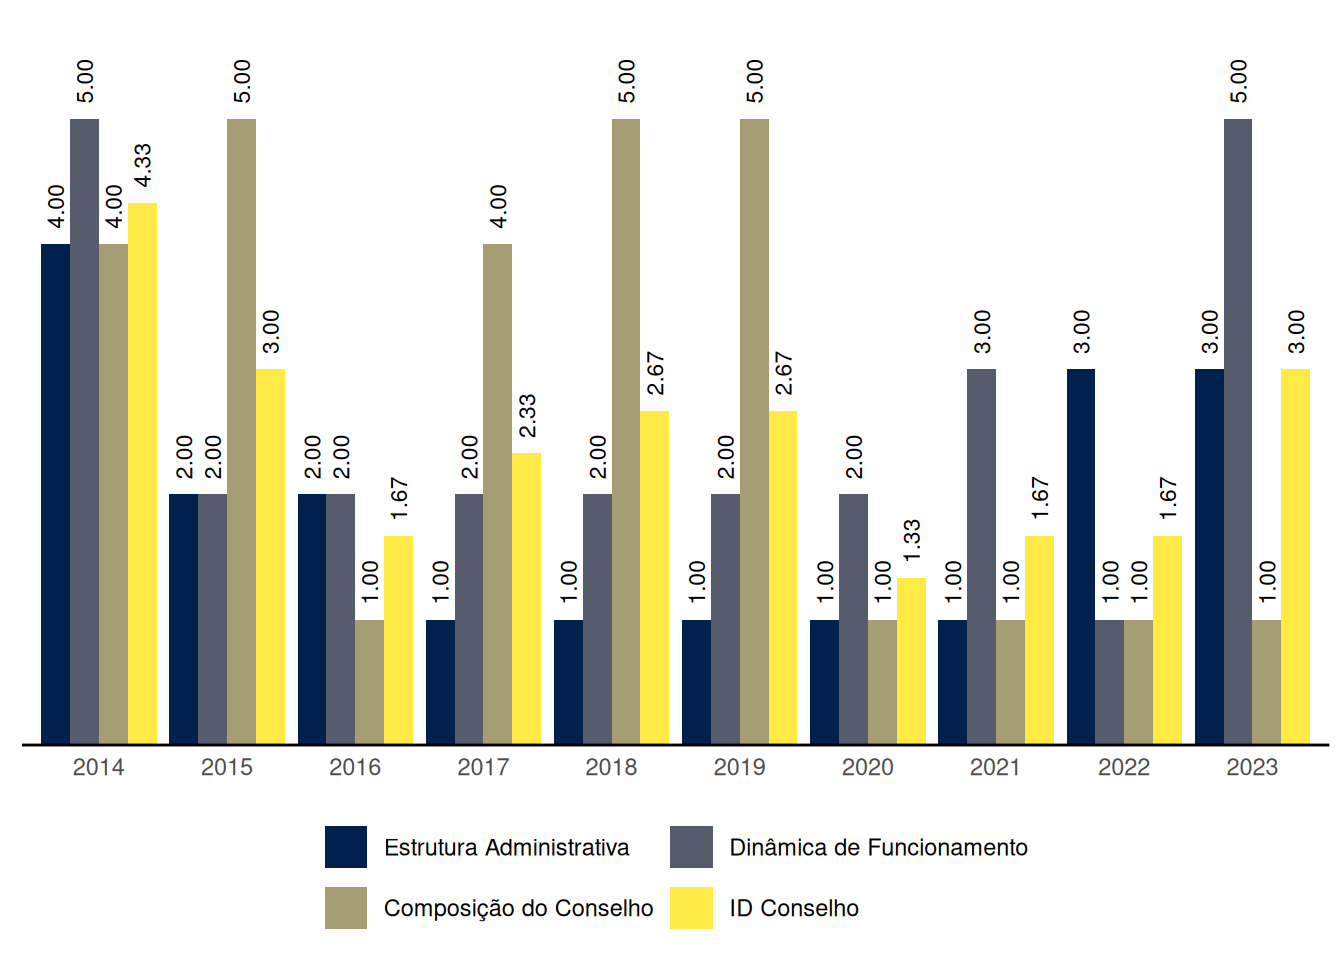 4.00 5.00 4.00 4.33 2.00 2.00 5.00 3.00 2.00 2.00 1.00 1.67 1.00 2.00 4.00 2.33 1.00 2.00 5.00 2.67 1.00 2.00 5.00 2.67 1.00 2.00 1.00 1.33 1.00 3.00 1.00 1.67 3.00 1.00 1.00 1.67 3.00 5.00 1.00 3.00
2014 2015 2016 2017 2018 2019 2020 2021 2022 2023
Estrutura Administrativa Dinâmica de Funcionamento
Composição do Conselho ID Conselho